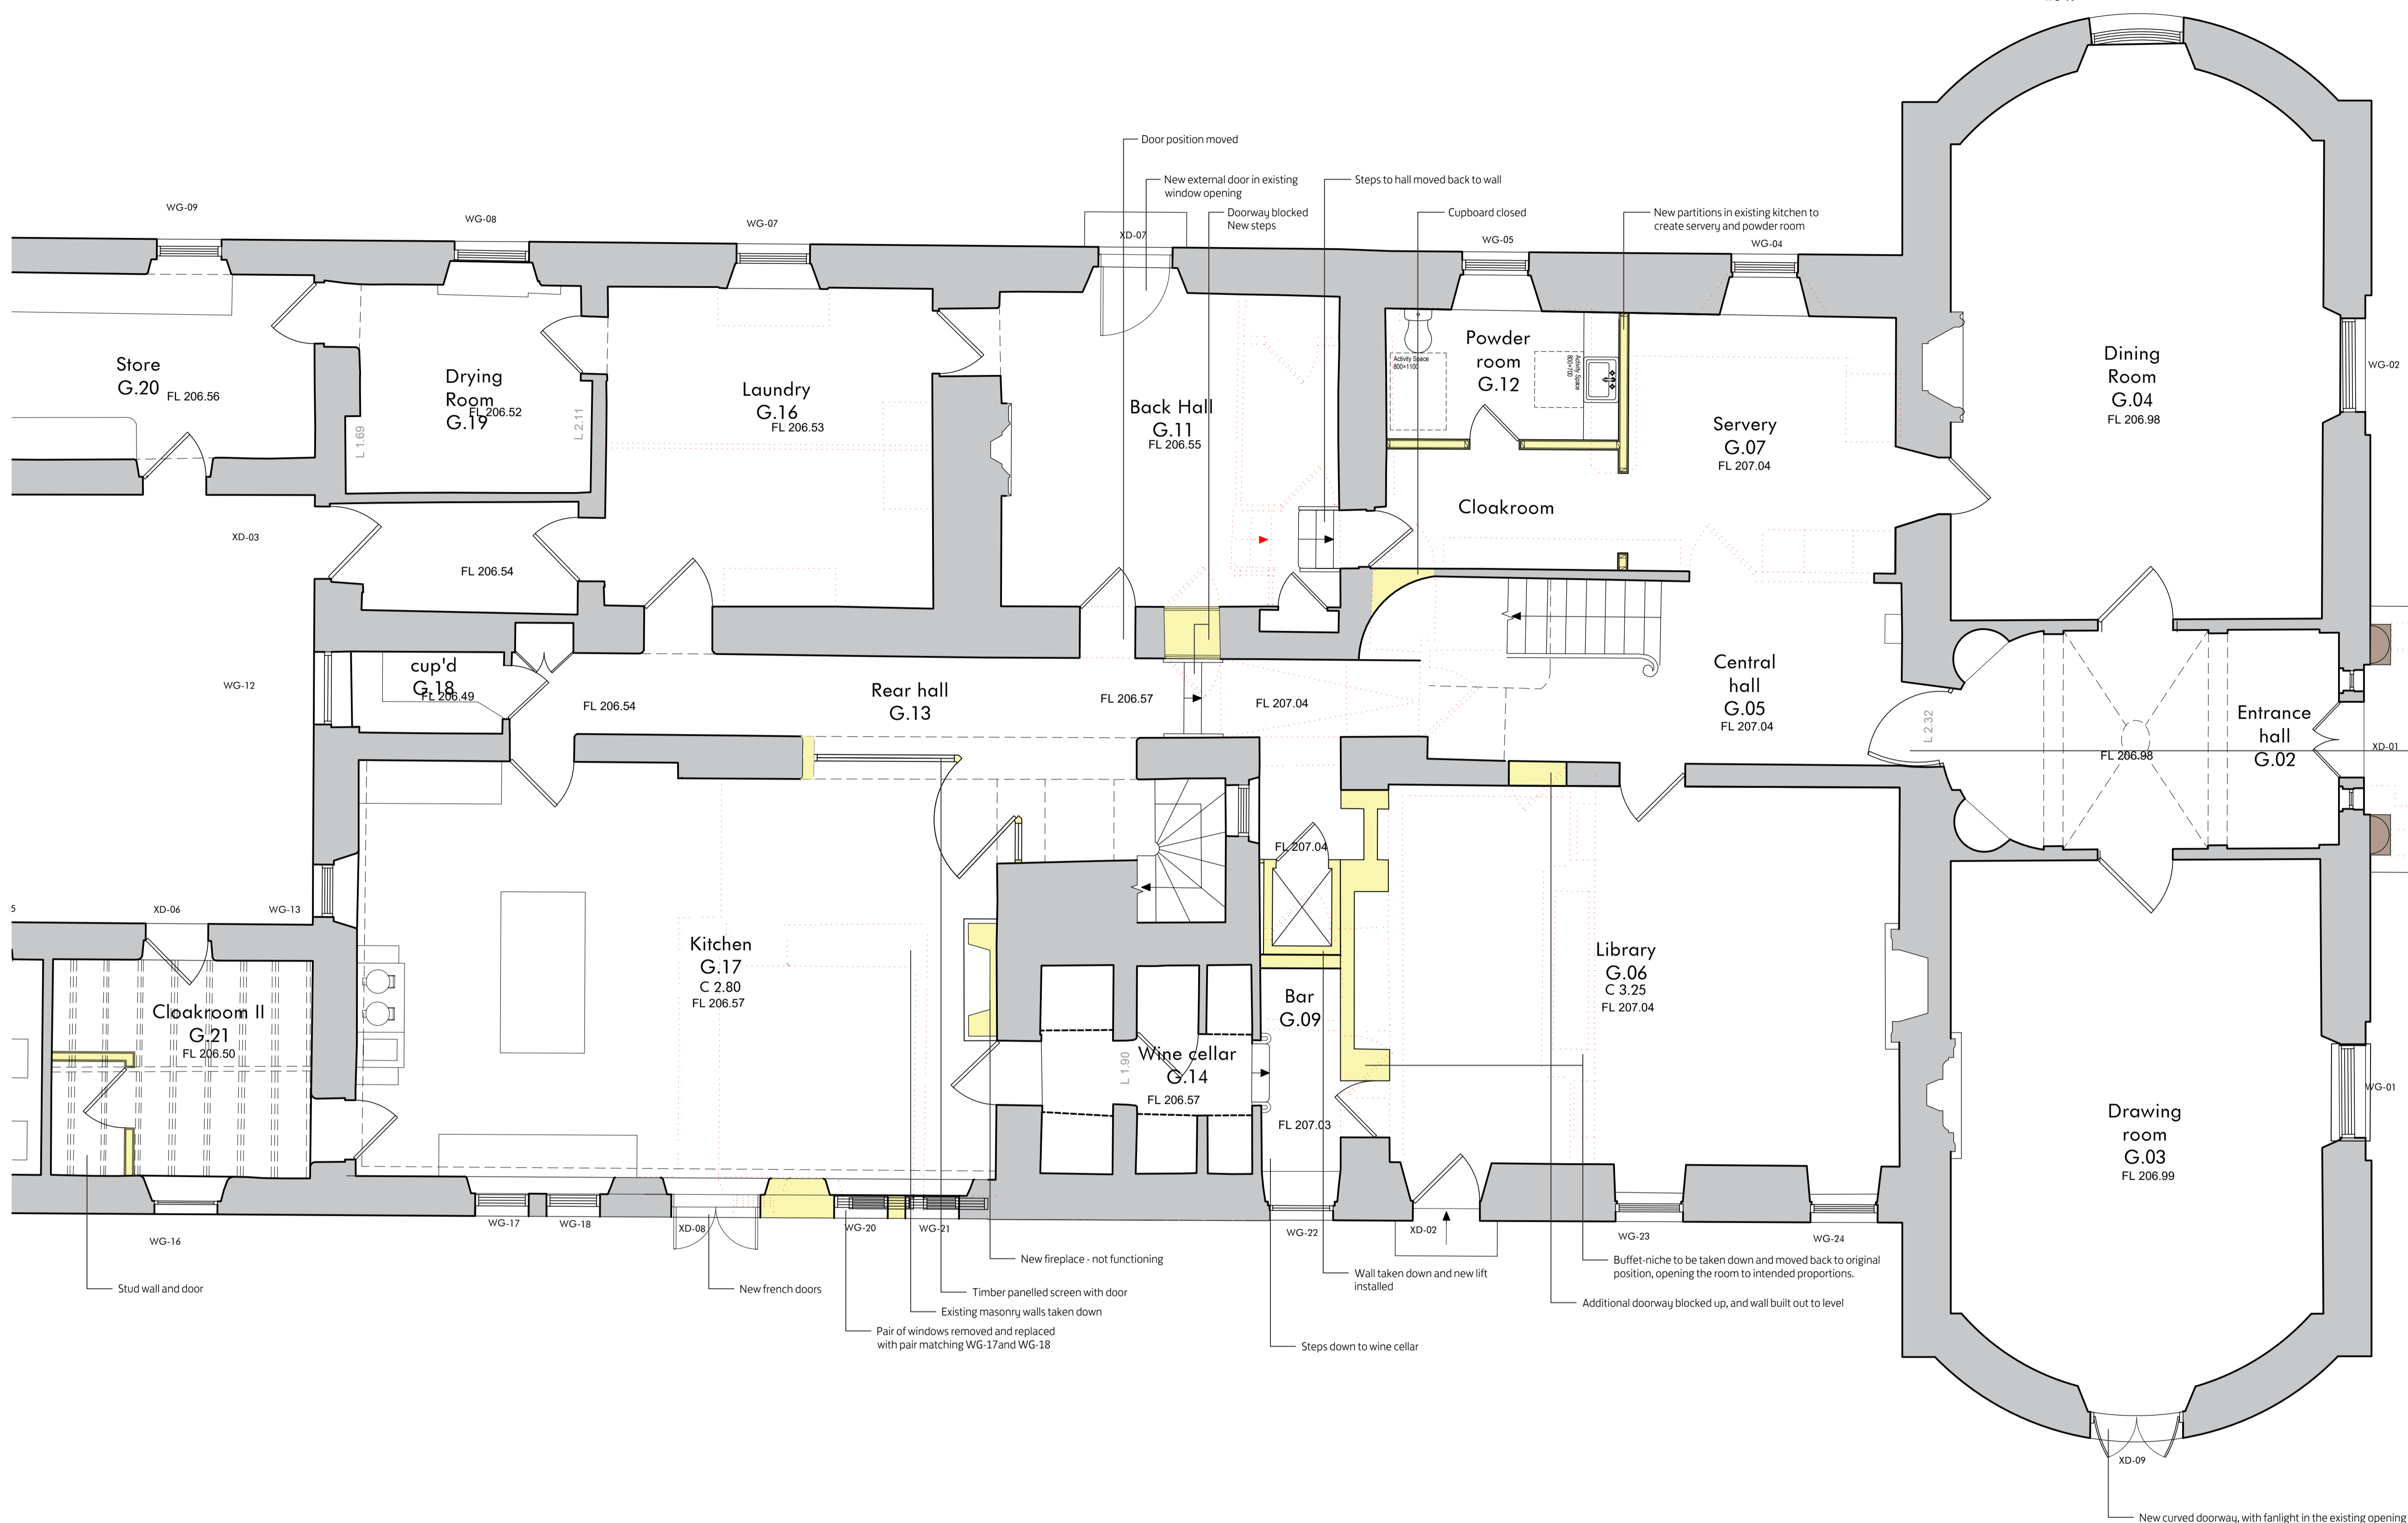 Door position moved
New external door in existing
window opening
Steps to hall moved back to wall
Doorway blocked
New steps
Cupboard closed
New partitions in existing kitchen to
create servery and powder room
WG-09
WG-08
WG-07
XD-07
WG-05
WG-04
WG-02
Store
G.20
FL 206.56
Drying
Room
G.19
FL 206.52
L 1.69
L 2.11
Laundry
G.16
FL 206.53
Back Hall
G.11
FL 206.55
Powder
room
G.12
Activity Space
800×1100
Activity Space
800×700
Servery
G.07
FL 207.04
Cloakroom
Dining
Room
G.04
FL 206.98
XD-03
FL 206.54
WG-12
cup'd
G.18
FL 206.49
FL 206.54
Rear hall
G.13
FL 206.57
FL 207.04
Central
hall
G.05
FL 207.04
L 2.32
FL 206.98
Entrance
hall
G.02
XD-01
FL 207.04
5
XD-06
WG-13
Cloakroom II
G.21
FL 206.50
Kitchen
G.17
C 2.80
FL 206.57
Bar
G.09
Wine cellar
G.14
FL 206.57
L 1.90
FL 207.03
Library
G.06
C 3.25
FL 207.04
Drawing
room
G.03
FL 206.99
WG-01
WG-16
WG-17
WG-18
XD-08
WG-20
WG-21
WG-22
XD-02
WG-23
WG-24
Stud wall and door
New french doors
New fireplace - not functioning
Timber panelled screen with door
Existing masonry walls taken down
Pair of windows removed and replaced
with pair matching WG-17and WG-18
Wall taken down and new lift
installed
Steps down to wine cellar
Buffet-niche to be taken down and moved back to original
position, opening the room to intended proportions.
Additional doorway blocked up, and wall built out to level
XD-09
New curved doorway, with fanlight in the existing opening